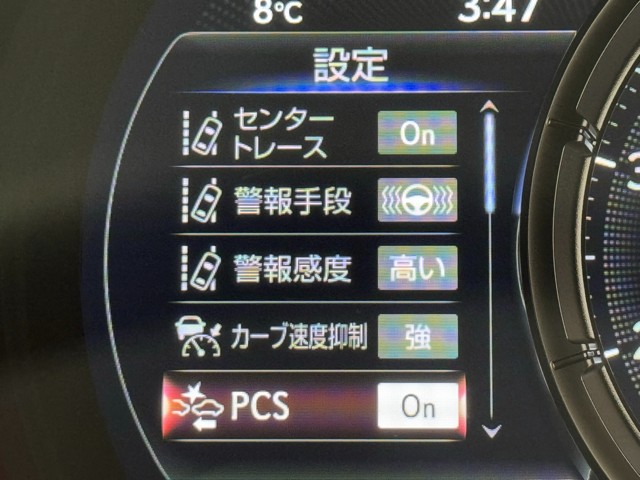 8℃ 3:47
設定
センター
トレース On
警報手段
警報感度 高い
カーブ速度抑制 強
PCS On